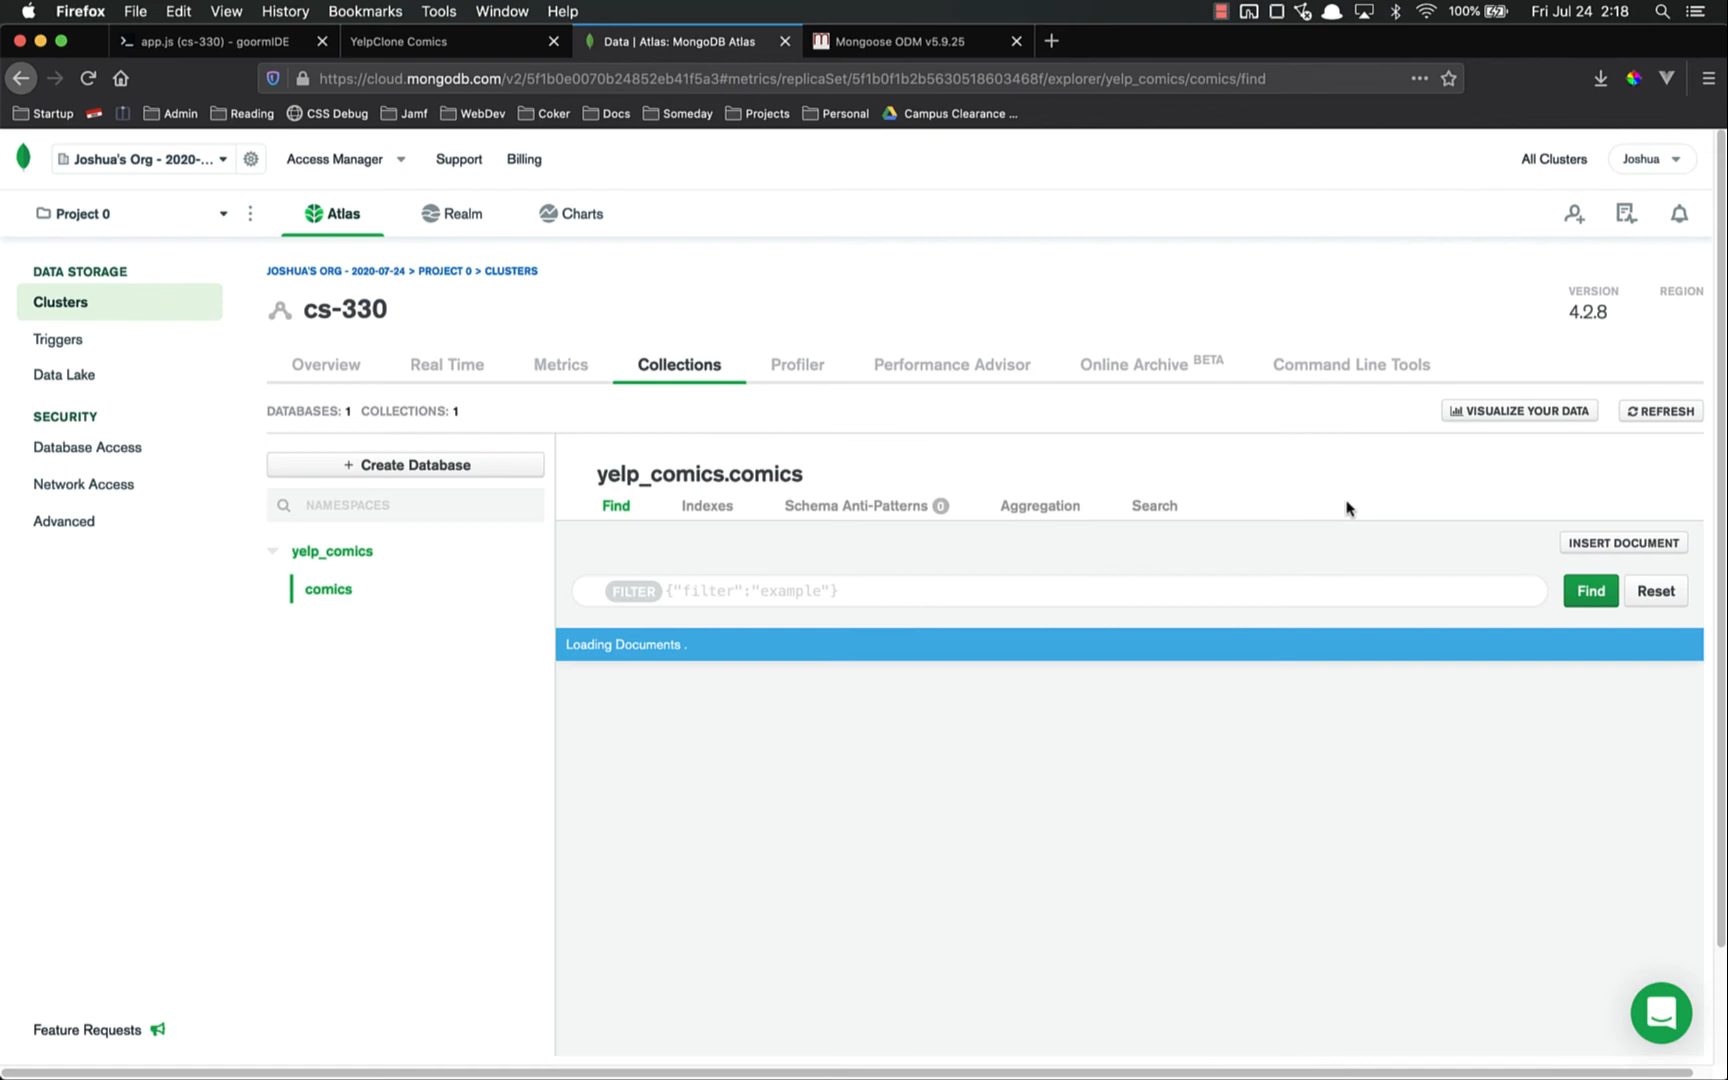 Firefox File Edit View History Bookmarks Tools Window Help 100% Fri Jul 24 2:18
app.js (cs-330) - goormIDE YelpClone Comics Data | Atlas: MongoDB Atlas Mongoose ODM v5.9.25
https://cloud.mongodb.com/v2/5f1b0e0070b24852eb41f5a3#metrics/replicaSet/5f1b0f1b2b5630518603468f/explorer/yelp_comics/comics/find
Startup Admin Reading CSS Debug Jamf WebDev Coker Docs Someday Projects Personal Campus Clearance ...
Joshua's Org - 2020-... Access Manager Support Billing All Clusters Joshua
Project 0 Atlas Realm Charts
DATA STORAGE
Clusters
Triggers
Data Lake
SECURITY
Database Access
Network Access
Advanced
Feature Requests
JOSHUA'S ORG - 2020-07-24 > PROJECT 0 > CLUSTERS
cs-330
VERSION REGION
4.2.8
Overview Real Time Metrics Collections Profiler Performance Advisor Online Archive BETA Command Line Tools
DATABASES: 1 COLLECTIONS: 1 VISUALIZE YOUR DATA REFRESH
+ Create Database
NAMESPACES
yelp_comics
comics
yelp_comics.comics
Find Indexes Schema Anti-Patterns 0 Aggregation Search
INSERT DOCUMENT
FILTER {"filter":"example"} Find Reset
Loading Documents .